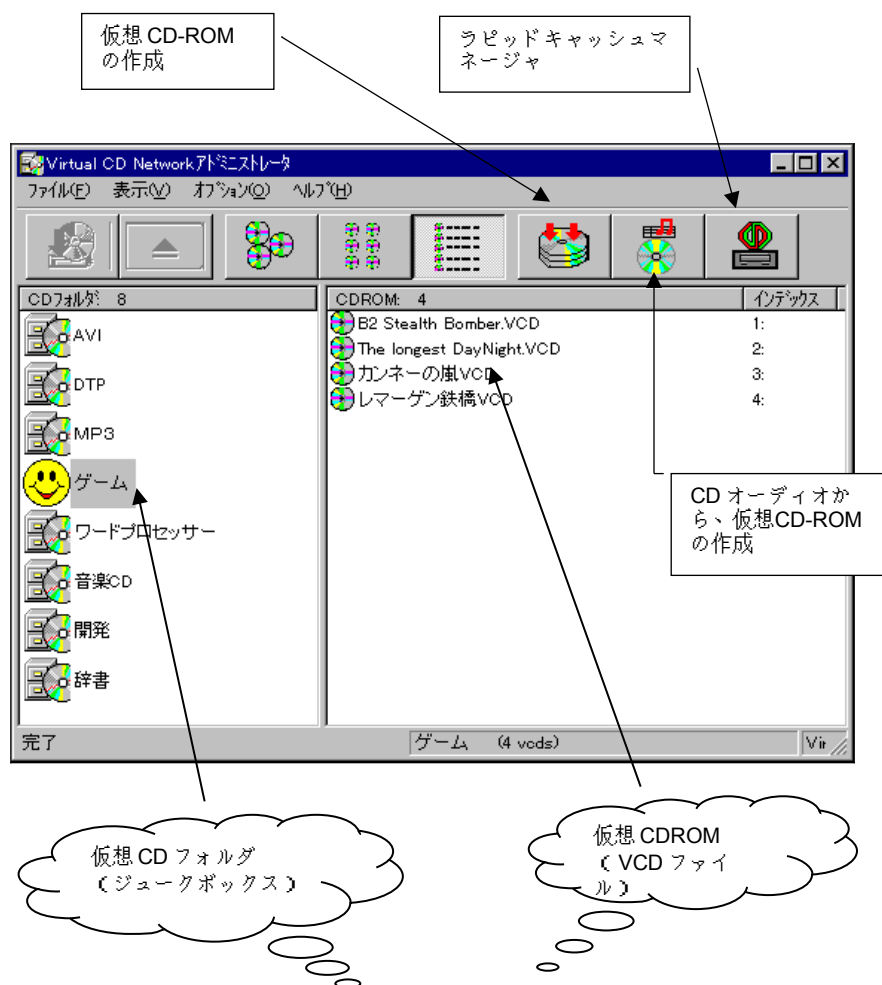 仮想 CD-ROM
の作成
ラピッドキャッシュマ
ネージャ
Virtual CD Networkアドミニストレータ
ファイル(F) 表示(V) オプション(O) ヘルプ(H)
CDフォルダ: 8
CDROM: 4 インデックス
AVI
DTP
MP3
ゲーム
ワードプロセッサー
音楽CD
開発
辞書
B2 Stealth Bomber.VCD 1:
The longest DayNight.VCD 2:
カンネーの嵐.VCD 3:
レマーゲン鉄橋.VCD 4:
CD オーディオか
ら、仮想CD-ROM
の作成
完了 ゲーム (4 vcds) Vir
仮想 CD フォルダ
(ジュークボックス)
仮想 CDROM
(VCD ファイ
ル)